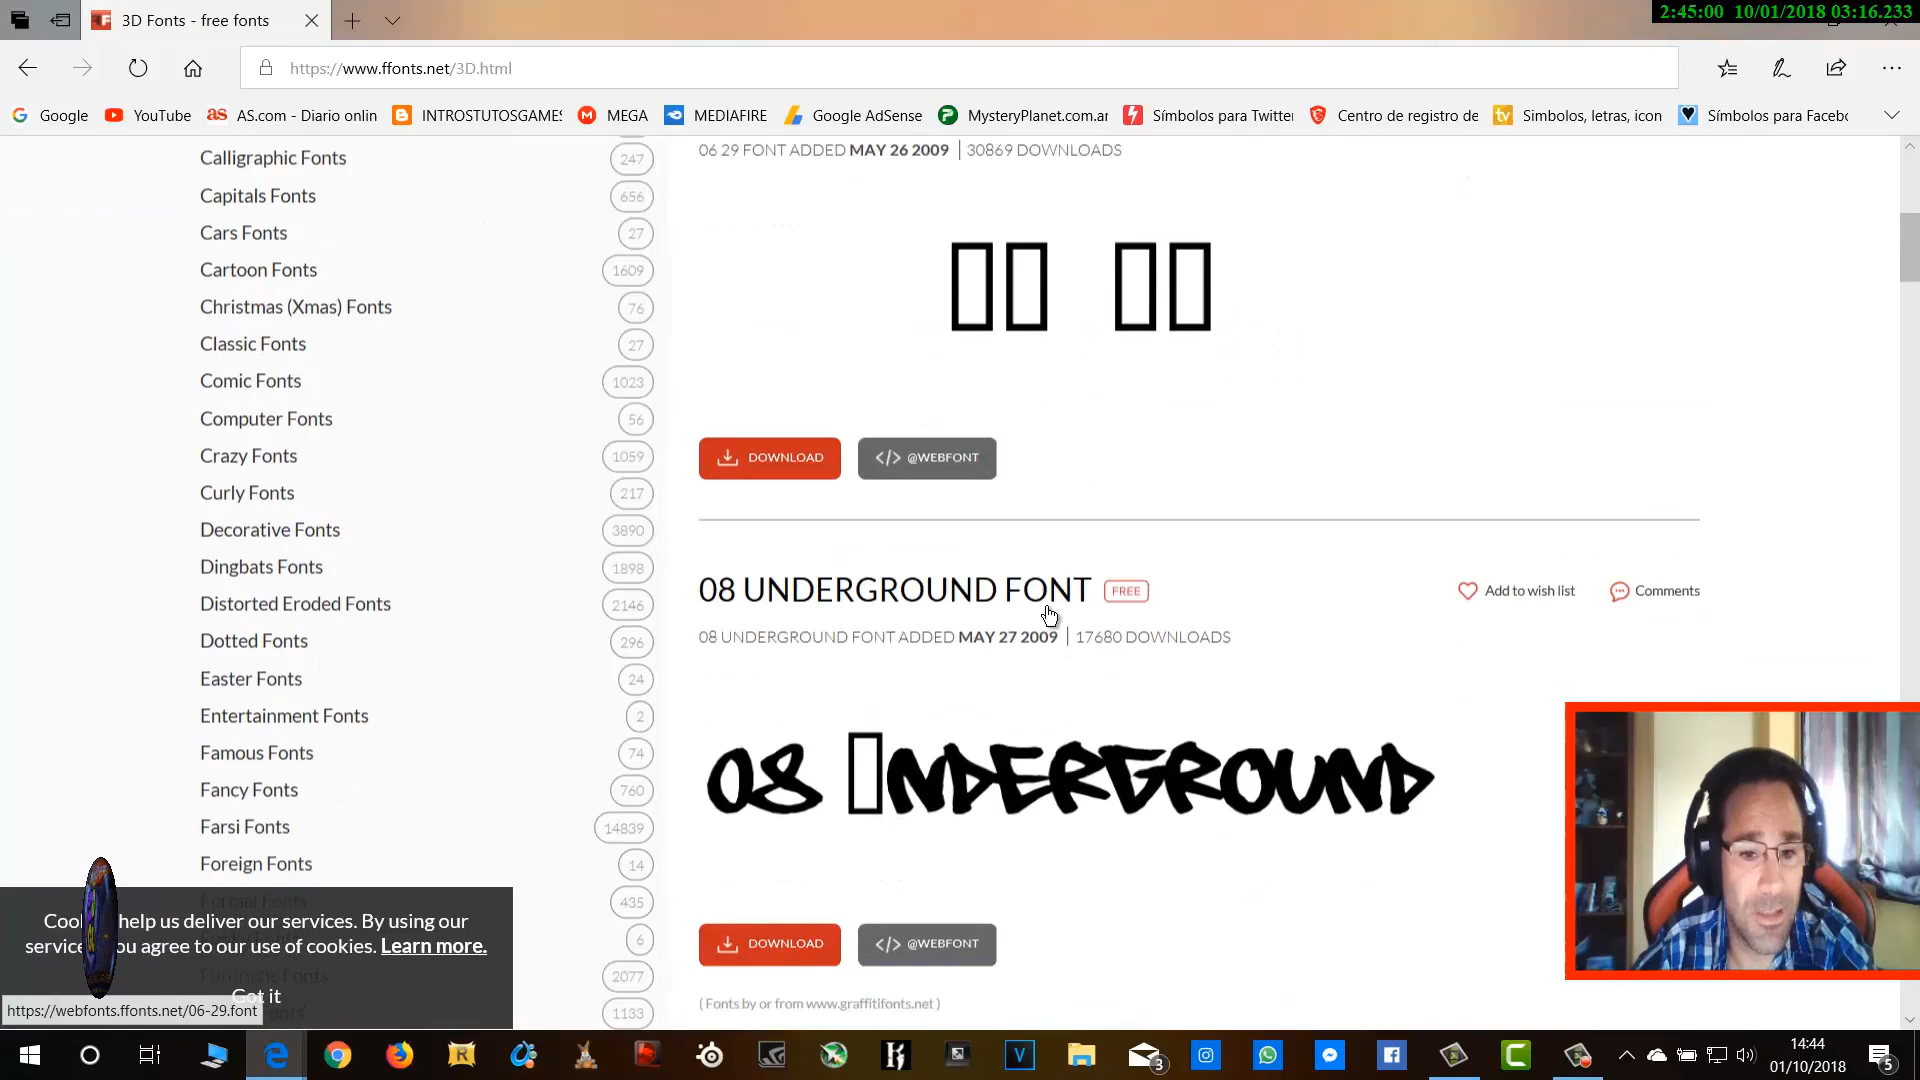 3D Fonts - free fonts
2:45:00 10/01/2018 03:16.233
https://www.ffonts.net/3D.html
Google
YouTube
AS.com - Diario onlin
INTROSTUTOSGAMES
MEGA
MEDIAFIRE
Google AdSense
MysteryPlanet.com.ar
Símbolos para Twitter
Centro de registro de
Simbolos, letras, icon
Símbolos para Facebo
Calligraphic Fonts 247
Capitals Fonts 656
Cars Fonts 27
Cartoon Fonts 1609
Christmas (Xmas) Fonts 76
Classic Fonts 27
Comic Fonts 1023
Computer Fonts 56
Crazy Fonts 1059
Curly Fonts 217
Decorative Fonts 3890
Dingbats Fonts 1898
Distorted Eroded Fonts 2146
Dotted Fonts 296
Easter Fonts 24
Entertainment Fonts 2
Famous Fonts 74
Fancy Fonts 760
Farsi Fonts 14839
Foreign Fonts 14
Formal Fonts 435
6
Futuristic Fonts 2077
1133
06 29 FONT ADDED MAY 26 2009 | 30869 DOWNLOADS
DOWNLOAD
</> @WEBFONT
08 UNDERGROUND FONT FREE
Add to wish list
Comments
08 UNDERGROUND FONT ADDED MAY 27 2009 | 17680 DOWNLOADS
08 NDERGROUND
DOWNLOAD
</> @WEBFONT
( Fonts by or from www.graffitifonts.net )
help us deliver our services. By using our
ou agree to our use of cookies. Learn more.
Got it
https://webfonts.ffonts.net/06-29.font
3
14:44
01/10/2018
5